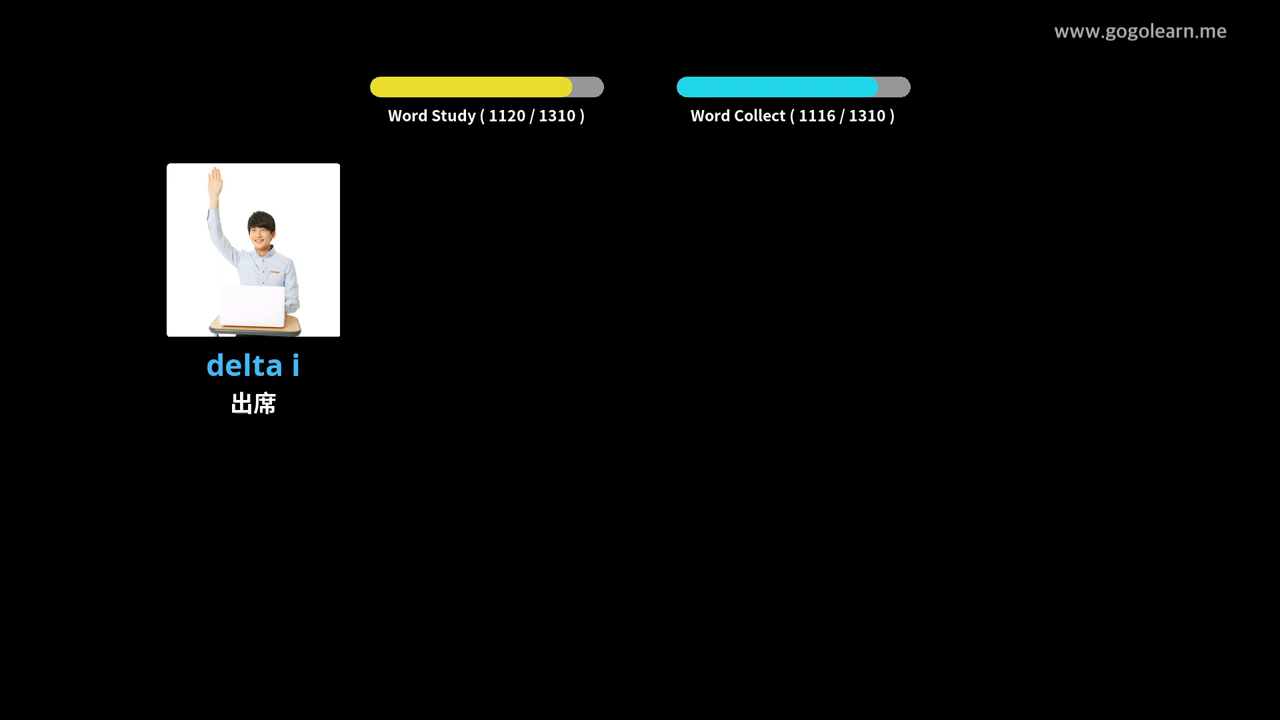 www.gogolearn.me
Word Study ( 1120 / 1310 )
Word Collect ( 1116 / 1310 )
delta i
出席